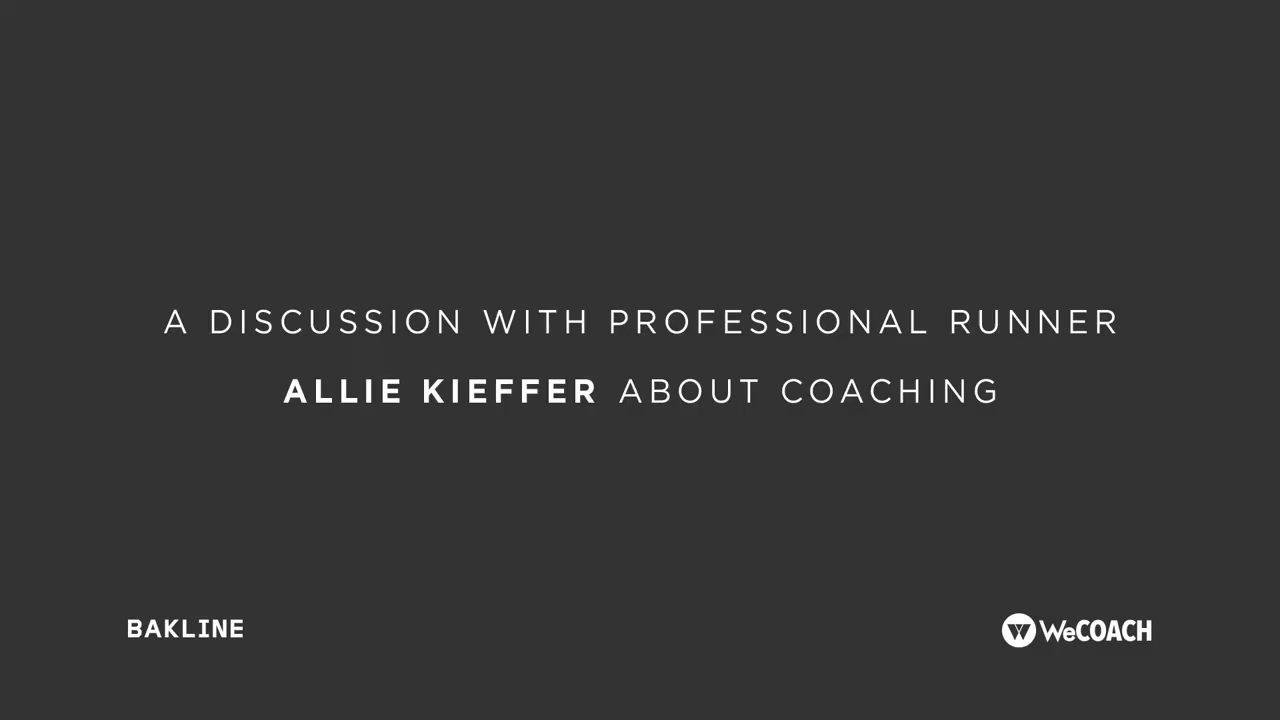 A DISCUSSION WITH PROFESSIONAL RUNNER
ALLIE KIEFFER ABOUT COACHING
BAKLINE
WeCOACH